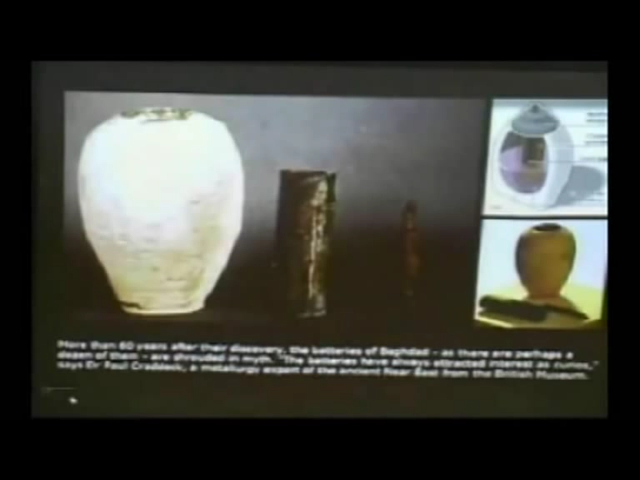 More than 60 years after their discovery, the batteries of Baghdad - as there are perhaps a
dozen of them - are shrouded in myth. "The batteries have always attracted interest as curios,"
says Dr Paul Craddock, a metallurgy expert of the ancient Near East from the British Museum.